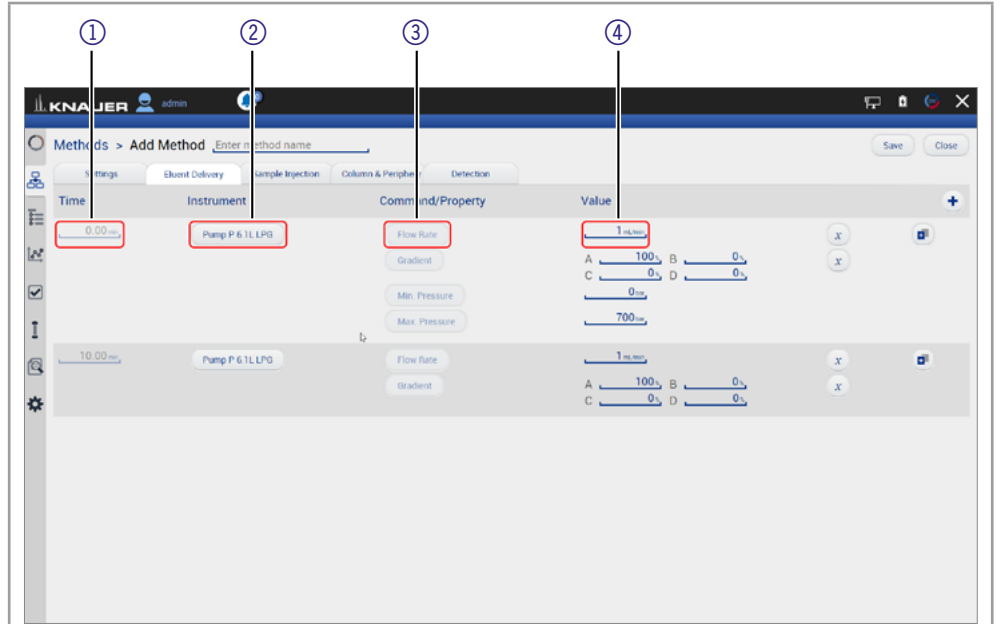 ① ② ③ ④
KNAUER admin
Methods > Add Method Enter method name Save Close
Settings Eluent Delivery Sample Injection Column & Periphery Detection
Time Instrument Command/Property Value +
0.00 min Pump P 6.1L LPG Flow Rate 1 mL/min x
Gradient A 100% B 0% x
C 0% D 0%
Min. Pressure 0 bar
Max. Pressure 700 bar
10.00 min Pump P 6.1L LPG Flow Rate 1 mL/min x
Gradient A 100% B 0% x
C 0% D 0%